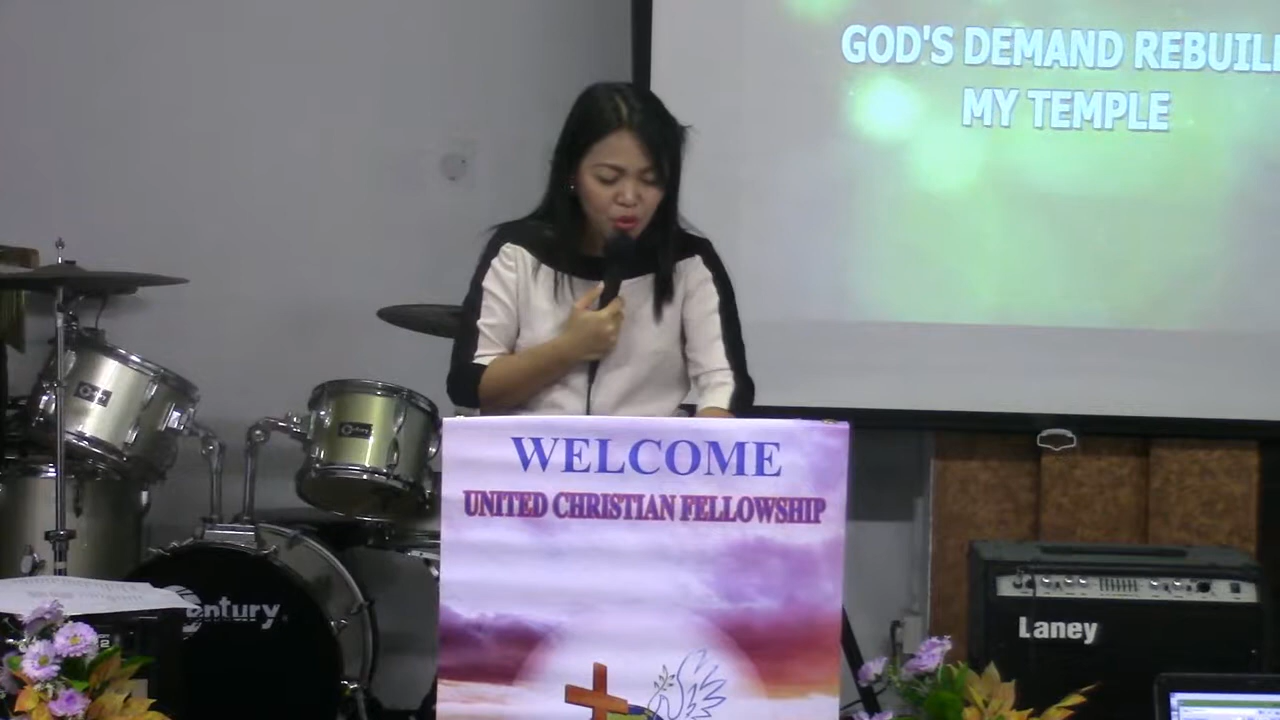 GOD'S DEMAND REBUIL
MY TEMPLE
WELCOME
UNITED CHRISTIAN FELLOWSHIP
entury
Laney